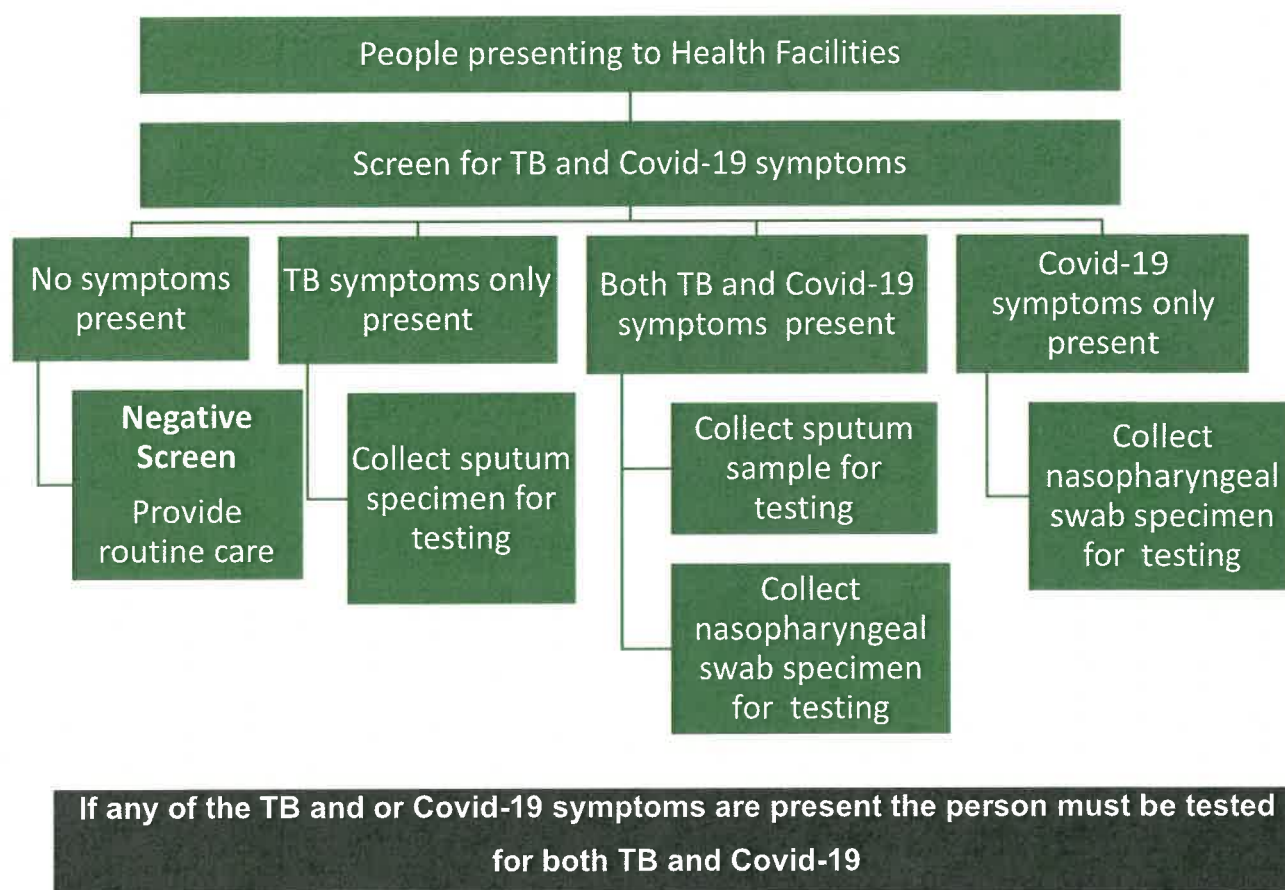 People presenting to Health Facilities
Screen for TB and Covid-19 symptoms
No symptoms
present
Negative
Screen
Provide
routine care
TB symptoms only
present
Collect sputum
specimen for
testing
Both TB and Covid-19
symptoms present
Collect sputum
sample for
testing
Collect
nasopharyngeal
swab specimen
for testing
Covid-19
symptoms only
present
Collect
nasopharyngeal
swab specimen
for testing
If any of the TB and or Covid-19 symptoms are present the person must be tested
for both TB and Covid-19